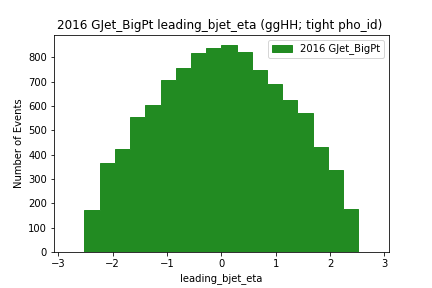 2016 GJet_BigPt leading_bjet_eta (ggHH; tight pho_id)
2016 GJet_BigPt
Number of Events
800
700
600
500
400
300
200
100
0
−3 −2 −1 0 1 2 3
leading_bjet_eta